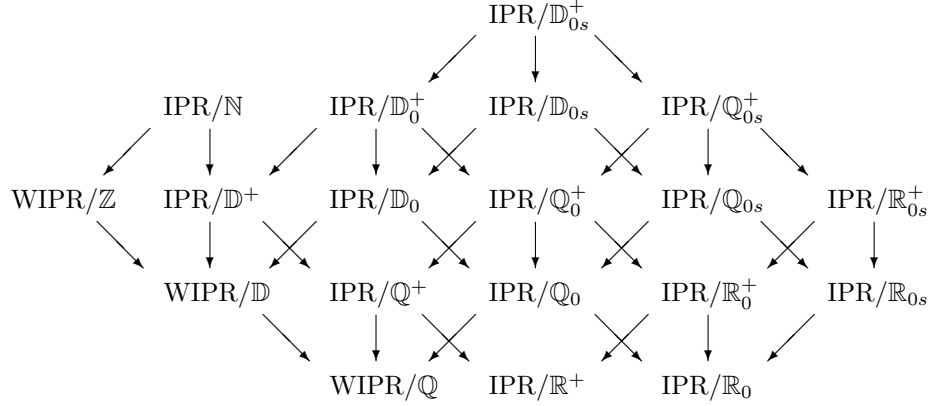 IPR/𝔻⁺₀ₛ
IPR/ℕ IPR/𝔻⁺₀ IPR/𝔻₀ₛ IPR/ℚ⁺₀ₛ
WIPR/ℤ IPR/𝔻⁺ IPR/𝔻₀ IPR/ℚ⁺₀ IPR/ℚ₀ₛ IPR/ℝ⁺₀ₛ
WIPR/𝔻 IPR/ℚ⁺ IPR/ℚ₀ IPR/ℝ⁺₀ IPR/ℝ₀ₛ
WIPR/ℚ IPR/ℝ⁺ IPR/ℝ₀